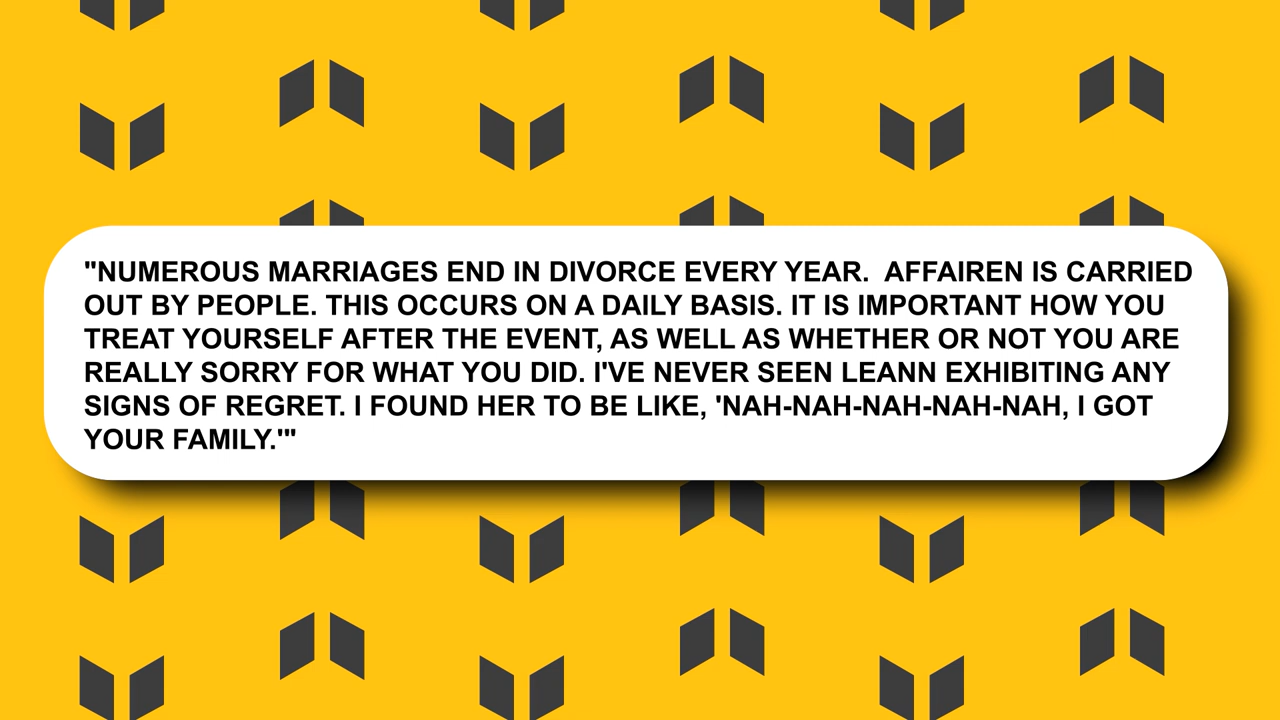 "NUMEROUS MARRIAGES END IN DIVORCE EVERY YEAR.  AFFAIREN IS CARRIED
OUT BY PEOPLE. THIS OCCURS ON A DAILY BASIS. IT IS IMPORTANT HOW YOU
TREAT YOURSELF AFTER THE EVENT, AS WELL AS WHETHER OR NOT YOU ARE
REALLY SORRY FOR WHAT YOU DID. I'VE NEVER SEEN LEANN EXHIBITING ANY
SIGNS OF REGRET. I FOUND HER TO BE LIKE, 'NAH-NAH-NAH-NAH-NAH, I GOT
YOUR FAMILY.'"